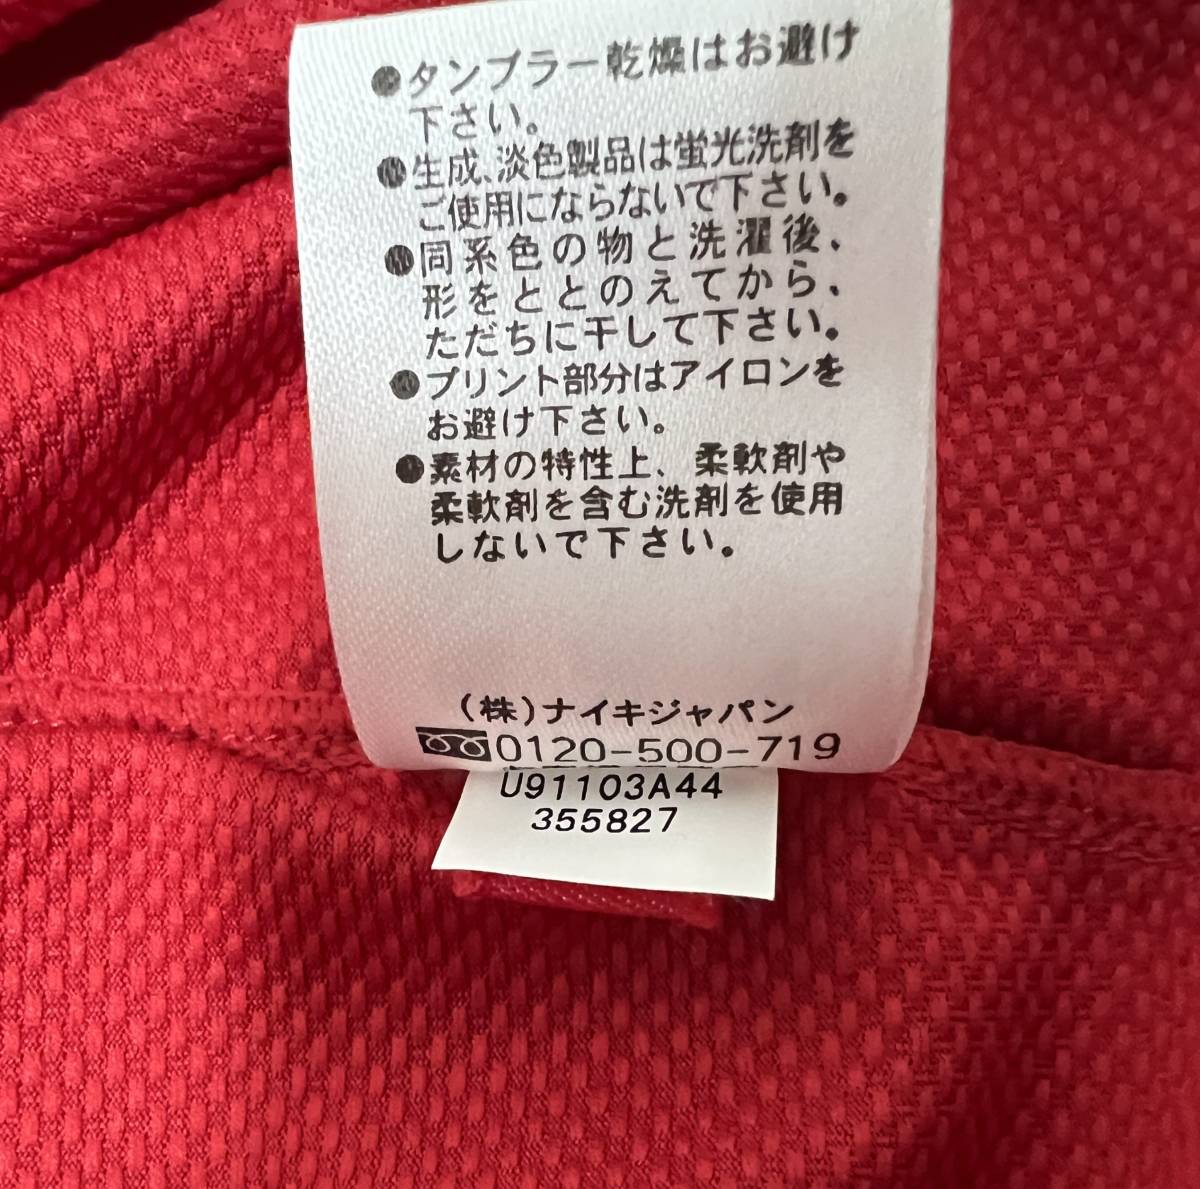 ●タンブラー乾燥はお避け
下さい。
●生成、淡色製品は蛍光洗剤を
ご使用にならないで下さい。
●同系色の物と洗濯後、
形をととのえてから、
ただちに干して下さい。
●プリント部分はアイロンを
お避け下さい。
●素材の特性上、柔軟剤や
柔軟剤を含む洗剤を使用
しないで下さい。
(株)ナイキジャパン
0120-500-719
U91103A44
355827